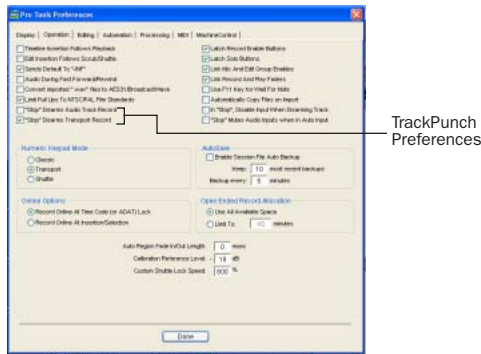 Pro Tools Preferences
Display
Operation
Editing
Automation
Processing
MIDI
MachineControl
Timeline Insertion Follows Playback
Edit Insertion Follows Scrub/Shuttle
Sends Default To "-INF"
Audio During Fast Forward/Rewind
Convert Imported ".wav" files to AES31/BroadcastWave
Limit Pull Ups To NTSC/PAL Film Standards
"Stop" Disarms Audio Track Record
"Stop" Disarms Transport Record
Latch Record Enable Buttons
Latch Solo Buttons
Link Mix And Edit Group Enables
Link Record And Play Faders
Use F11 Key for Wait For Note
Automatically Copy Files on Import
In "Stop", Disable Input When Disarming Track
"Stop" Mutes Audio Inputs when in Auto Input
TrackPunch
Preferences
Numeric Keypad Mode
Classic
Transport
Shuttle
AutoSave
Enable Session File Auto Backup
Keep: 10 most recent backups
Backup every: 5 minutes
Online Options
Record Online At Time Code (or ADAT) Lock
Record Online At Insertion/Selection
Open Ended Record Allocation
Use All Available Space
Limit To minutes
Auto Region Fade In/Out Length: 0 msec
Calibration Reference Level: - 18 dB
Custom Shuttle Lock Speed: 800 %
Done